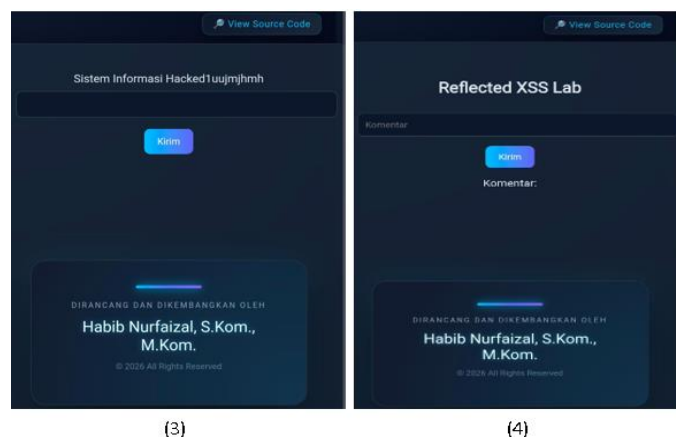 🔎 View Source Code
Sistem Informasi Hacked1uujmjhmh
Kirim
DIRANCANG DAN DIKEMBANGKAN OLEH
Habib Nurfaizal, S.Kom.,
M.Kom.
© 2026 All Rights Reserved
(3)
🔎 View Source Code
Reflected XSS Lab
Komentar
Kirim
Komentar:
DIRANCANG DAN DIKEMBANGKAN OLEH
Habib Nurfaizal, S.Kom.,
M.Kom.
© 2026 All Rights Reserved
(4)